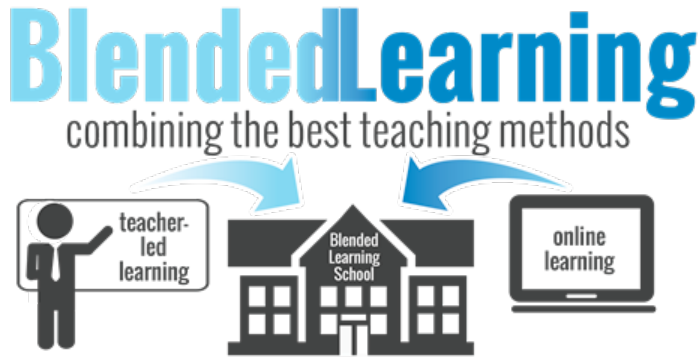 BlendedLearning
combining the best teaching methods
teacher-
led
learning
Blended
Learning
School
online
learning